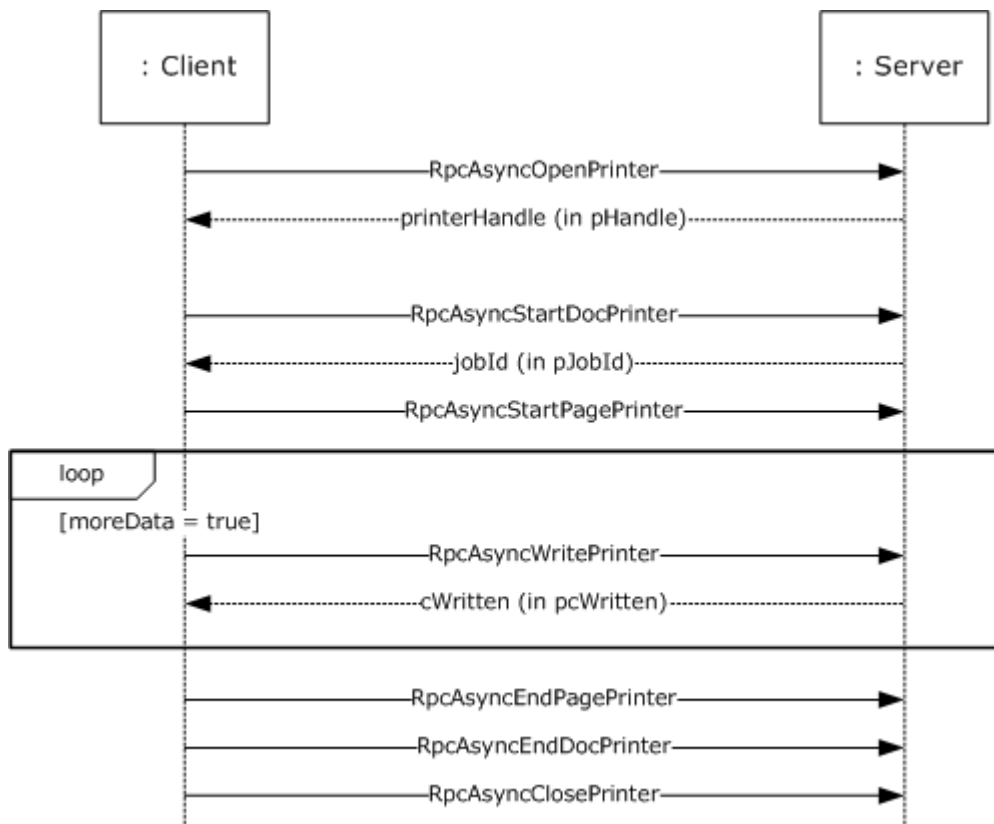 : Client
: Server
RpcAsyncOpenPrinter
printerHandle (in pHandle)
RpcAsyncStartDocPrinter
jobId (in pJobId)
RpcAsyncStartPagePrinter
loop
[moreData = true]
RpcAsyncWritePrinter
cWritten (in pcWritten)
RpcAsyncEndPagePrinter
RpcAsyncEndDocPrinter
RpcAsyncClosePrinter